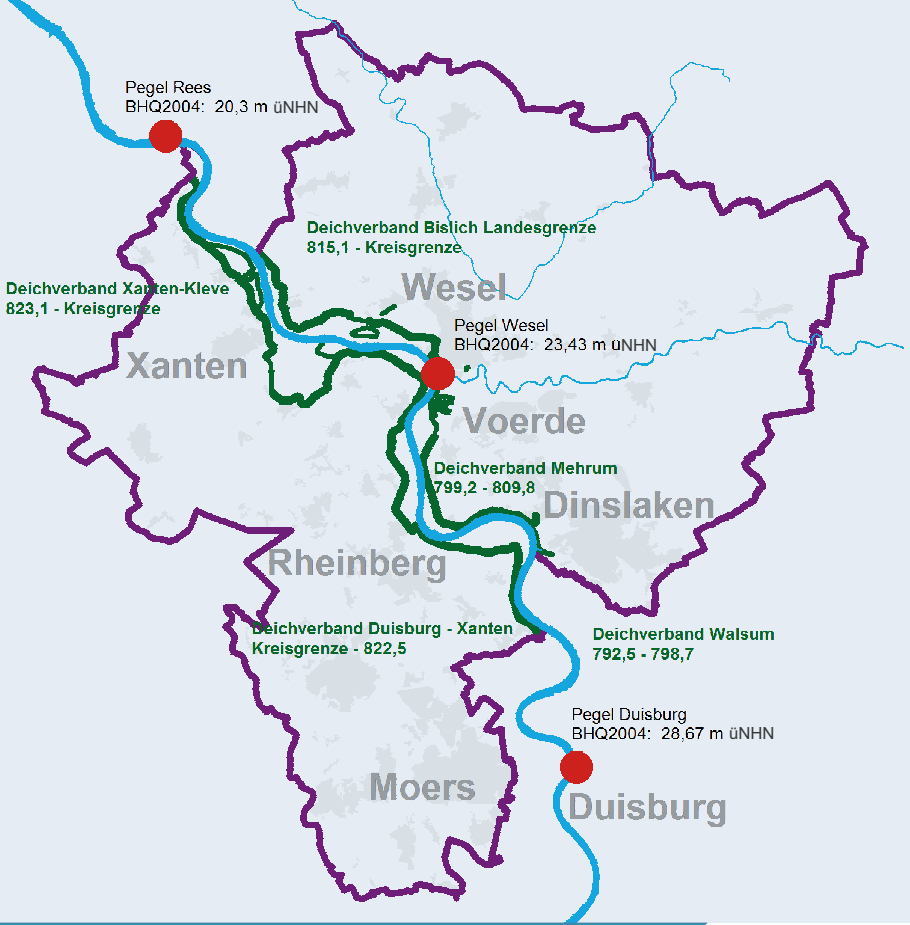 Pegel Rees
BHQ2004: 20,3 m üNHN
Deichverband Bislich Landesgrenze
815,1 - Kreisgrenze
Deichverband Xanten-Kleve
823,1 - Kreisgrenze
Wesel
Pegel Wesel
BHQ2004: 23,43 m üNHN
Xanten
Voerde
Deichverband Mehrum
799,2 - 809,8
Dinslaken
Rheinberg
Deichverband Duisburg - Xanten
Kreisgrenze - 822,5
Deichverband Walsum
792,5 - 798,7
Pegel Duisburg
BHQ2004: 28,67 m üNHN
Moers
Duisburg